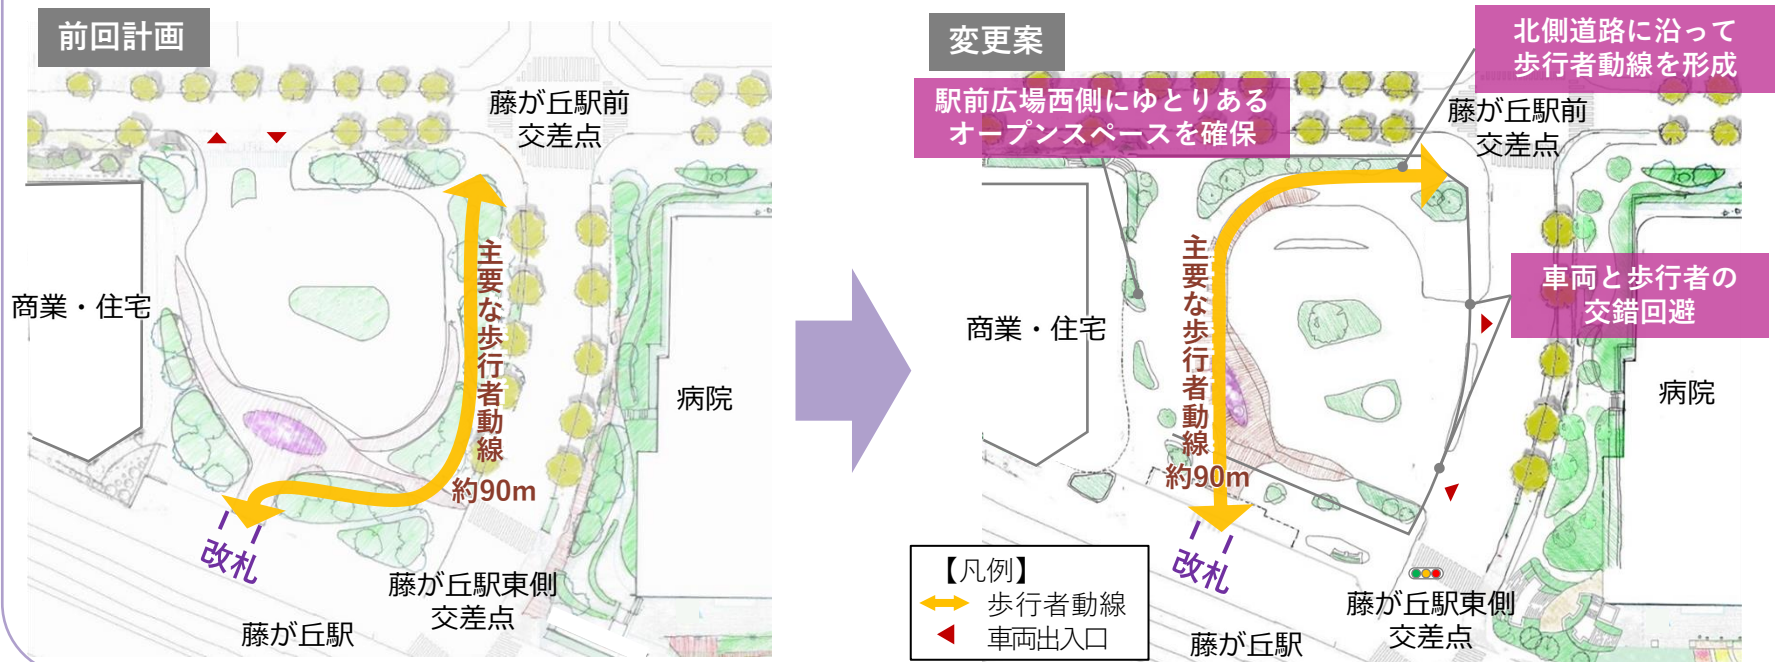 前回計画
藤が丘駅前
交差点
商業・住宅
主要な歩行者動線
約90m
病院
改札
藤が丘駅東側
交差点
藤が丘駅
変更案
北側道路に沿って
歩行者動線を形成
駅前広場西側にゆとりある
オープンスペースを確保
藤が丘駅前
交差点
車両と歩行者の
交錯回避
商業・住宅
主要な歩行者動線
約90m
病院
改札
【凡例】
歩行者動線
車両出入口
藤が丘駅東側
交差点
藤が丘駅